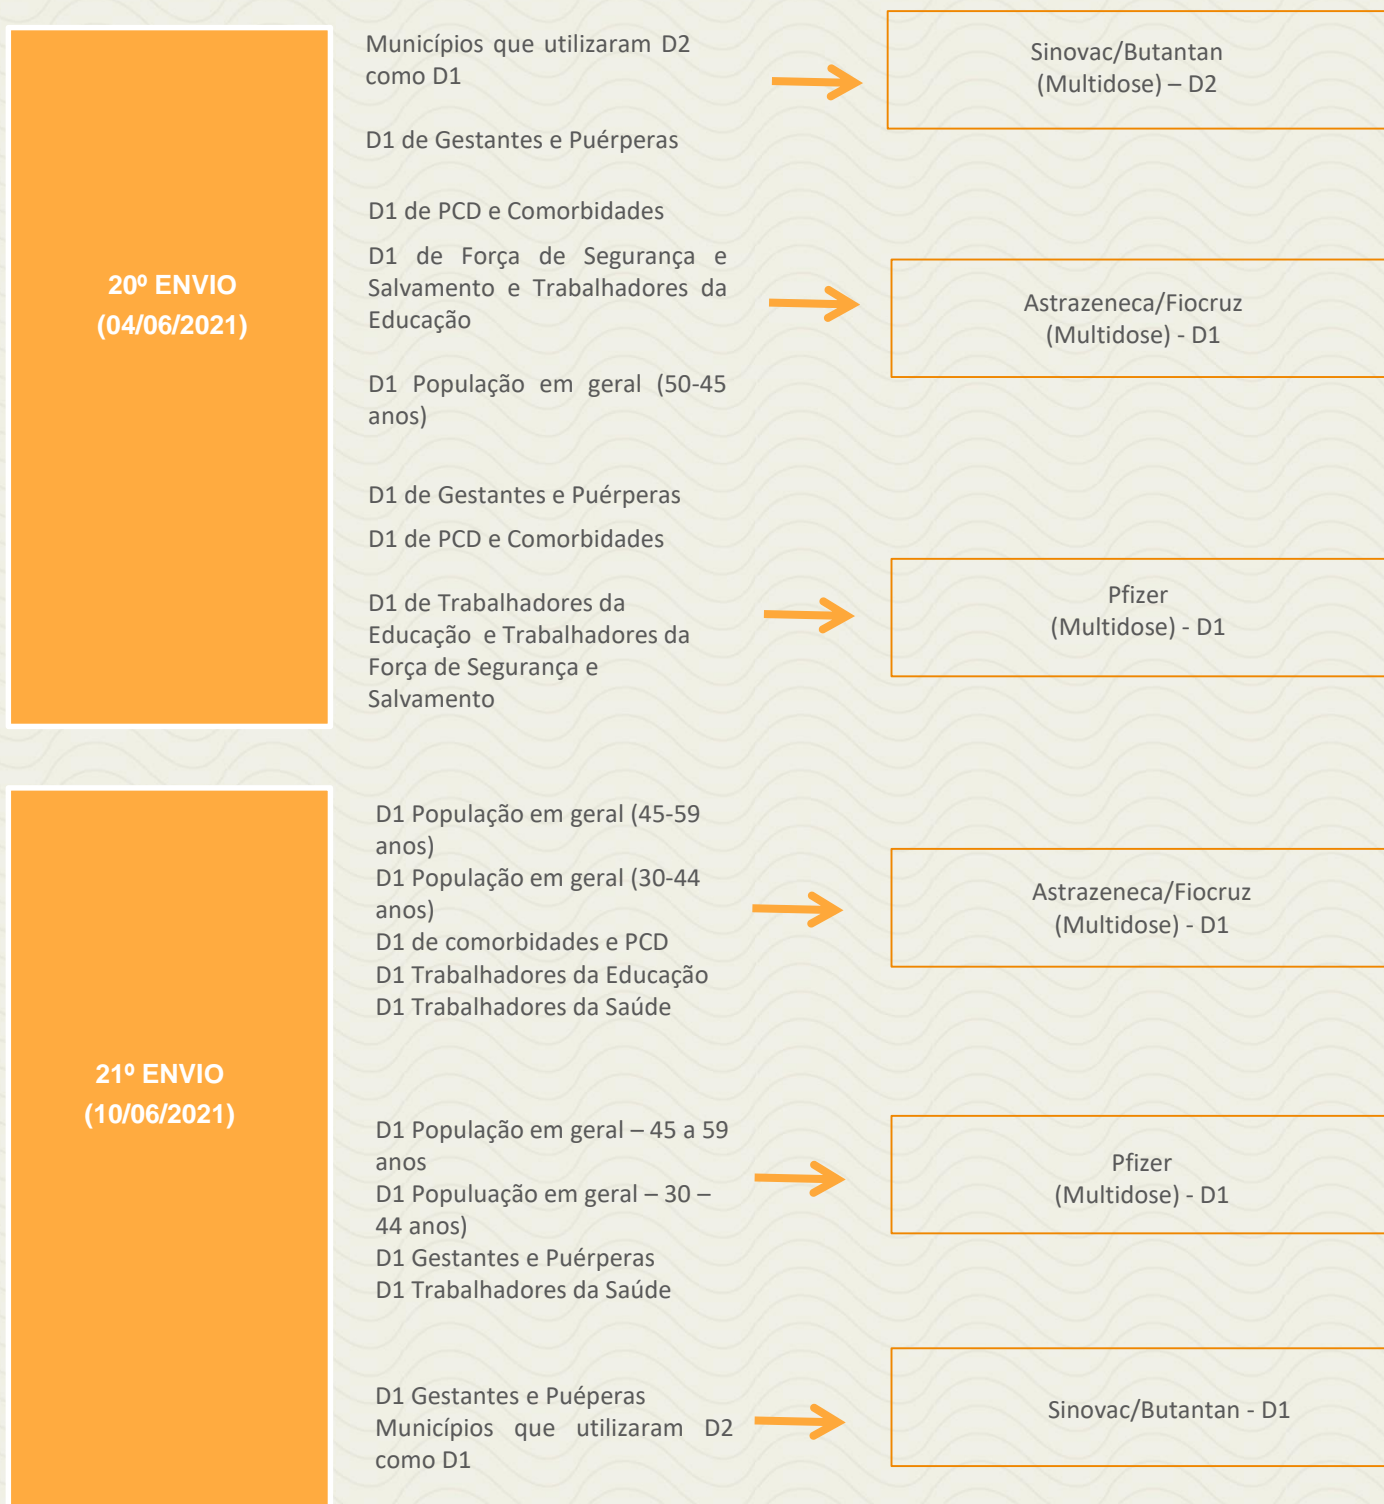 20º ENVIO
(04/06/2021)
Municípios que utilizaram D2
como D1
D1 de Gestantes e Puérperas
Sinovac/Butantan
(Multidose) – D2
D1 de PCD e Comorbidades
D1 de Força de Segurança e
Salvamento e Trabalhadores da
Educação
D1 População em geral (50-45
anos)
Astrazeneca/Fiocruz
(Multidose) - D1
D1 de Gestantes e Puérperas
D1 de PCD e Comorbidades
D1 de Trabalhadores da
Educação e Trabalhadores da
Força de Segurança e
Salvamento
Pfizer
(Multidose) - D1
21º ENVIO
(10/06/2021)
D1 População em geral (45-59
anos)
D1 População em geral (30-44
anos)
D1 de comorbidades e PCD
D1 Trabalhadores da Educação
D1 Trabalhadores da Saúde
Astrazeneca/Fiocruz
(Multidose) - D1
D1 População em geral – 45 a 59
anos
D1 Populuação em geral – 30 –
44 anos)
D1 Gestantes e Puérperas
D1 Trabalhadores da Saúde
Pfizer
(Multidose) - D1
D1 Gestantes e Puéperas
Municípios que utilizaram D2
como D1
Sinovac/Butantan - D1